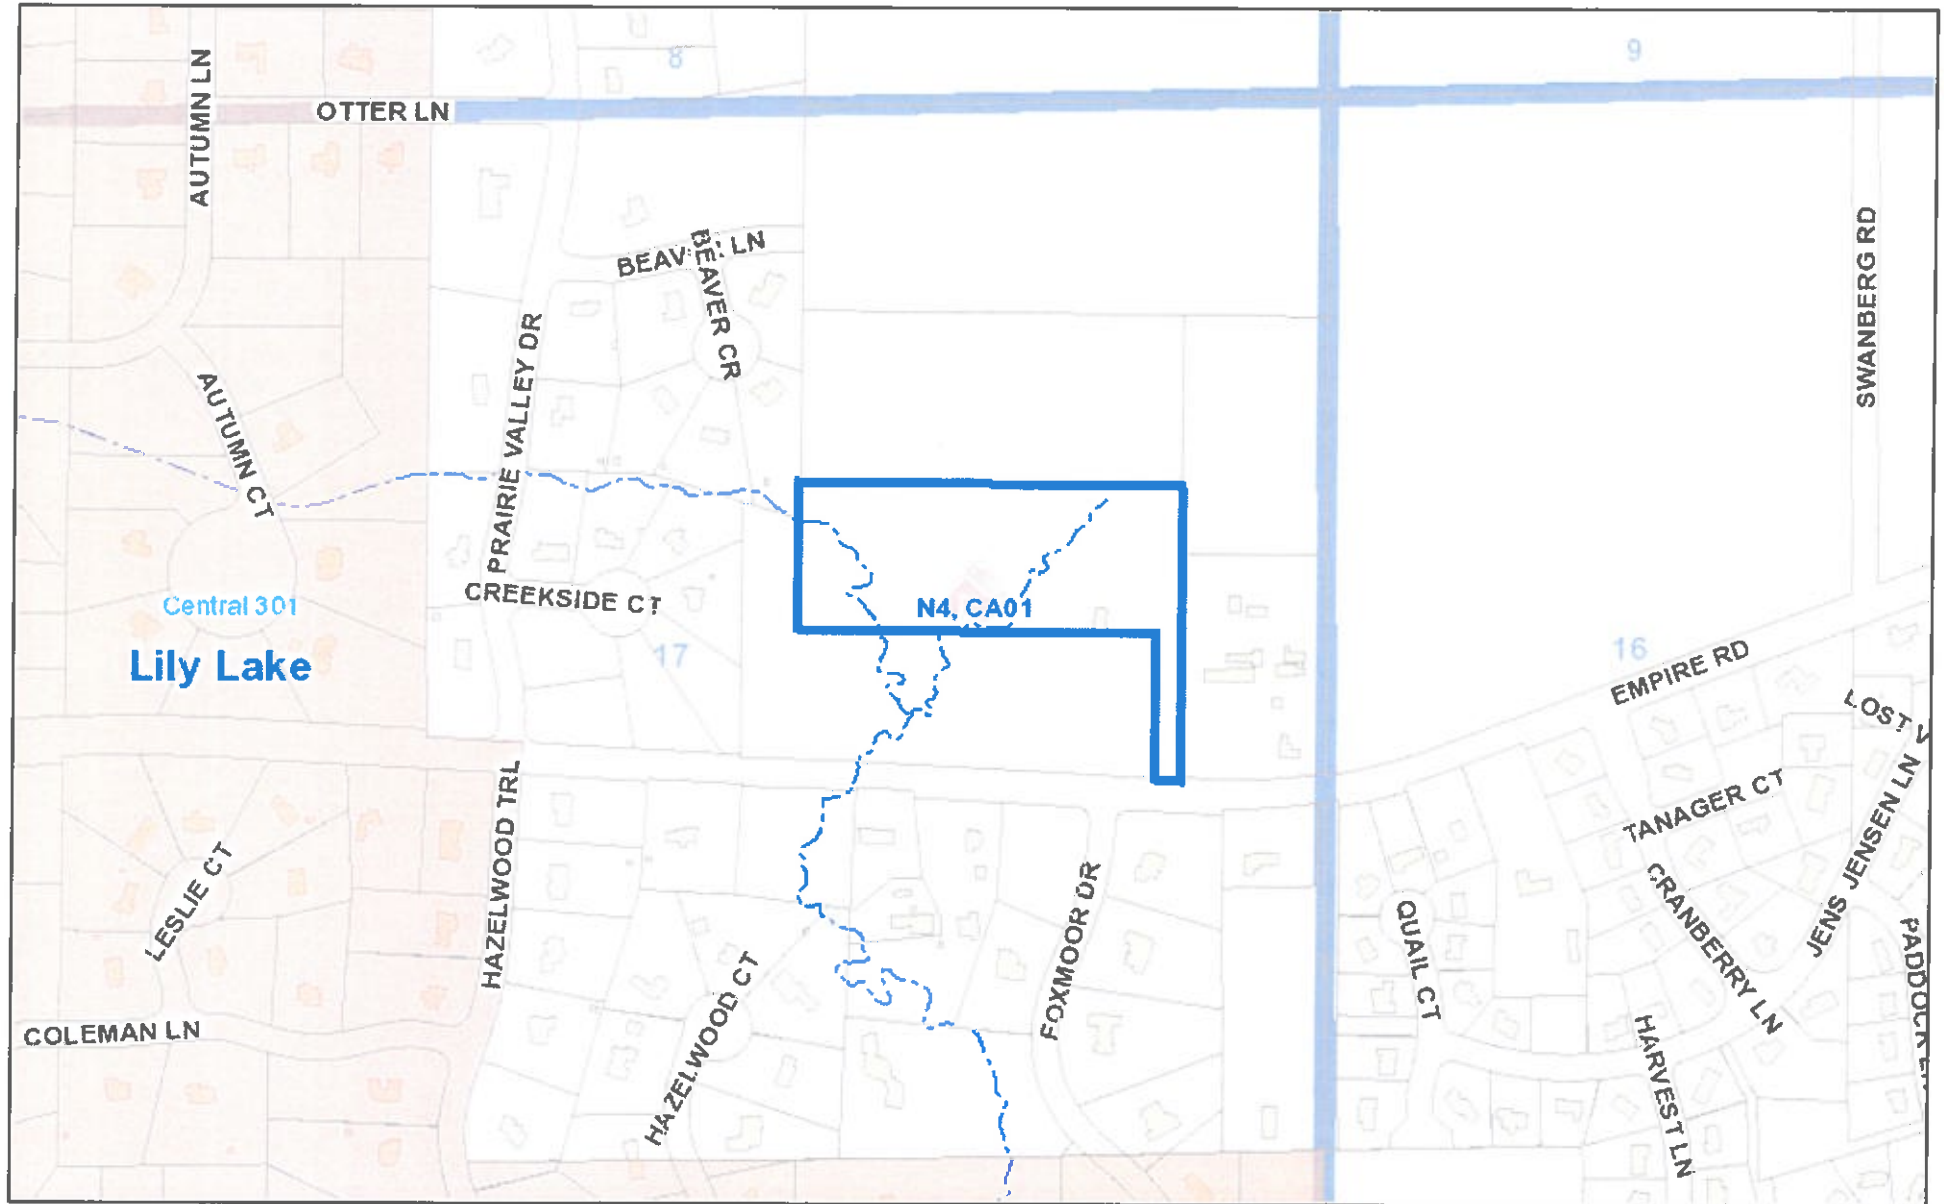 8
9
AUTUMN LN
OTTER LN
BEAVER LN
BEAVER CR
SWANBERG RD
PRAIRIE VALLEY DR
AUTUMN CT
CREEKSIDE CT
Central 301
Lily Lake
N4, CA01
17
16
EMPIRE RD
LOST V
TANAGER CT
JENS JENSEN LN
CRANBERRY LN
HAZELWOOD TRL
LESLIE CT
FOXMOOR DR
QUAIL CT
HAZELWOOD CT
COLEMAN LN
HARVEST LN
PADDOCK